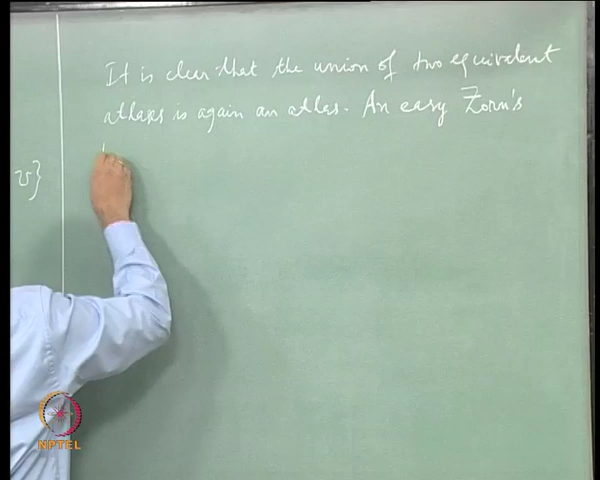 It is clear that the union of two equivalent
atlases is again an atlas. An easy Zorn's
v}
NPTEL